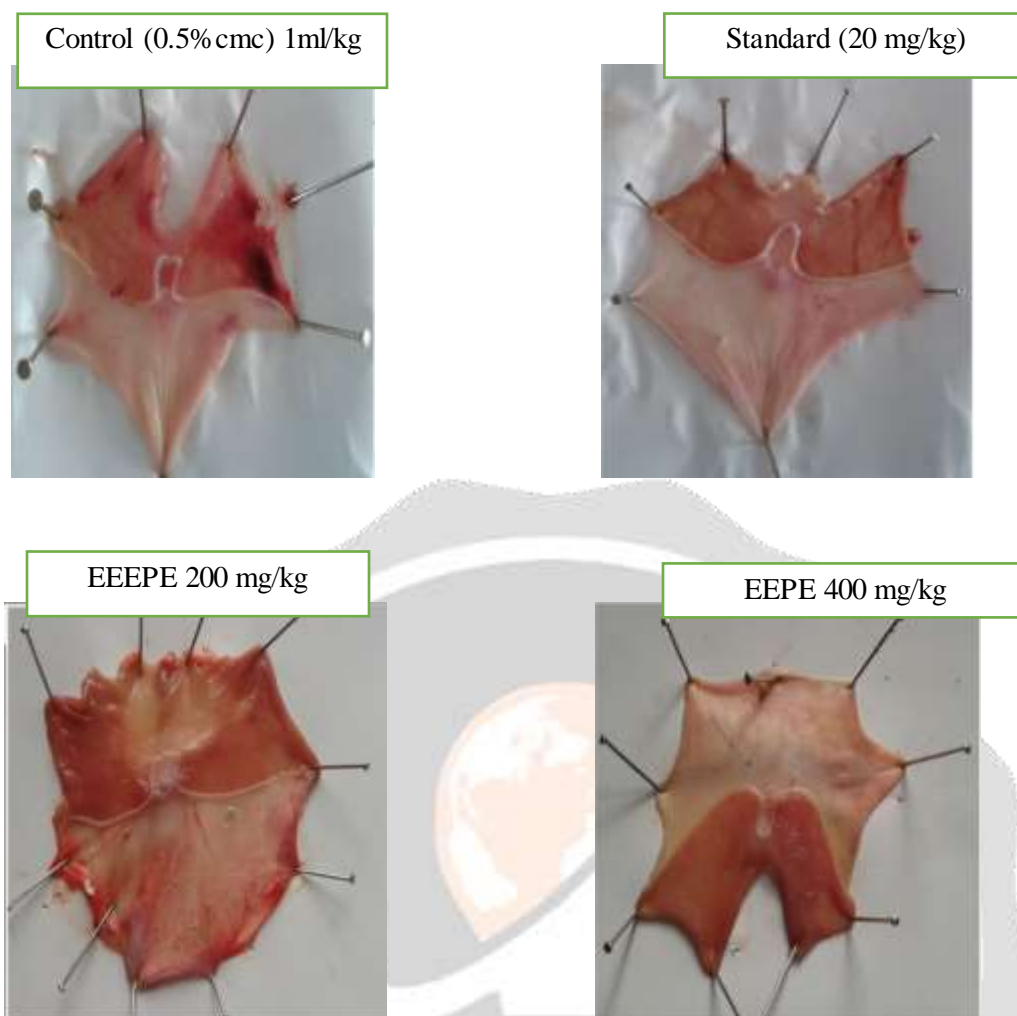 Control (0.5% cmc) 1ml/kg
Standard (20 mg/kg)
EEEPE 200 mg/kg
EEPE 400 mg/kg